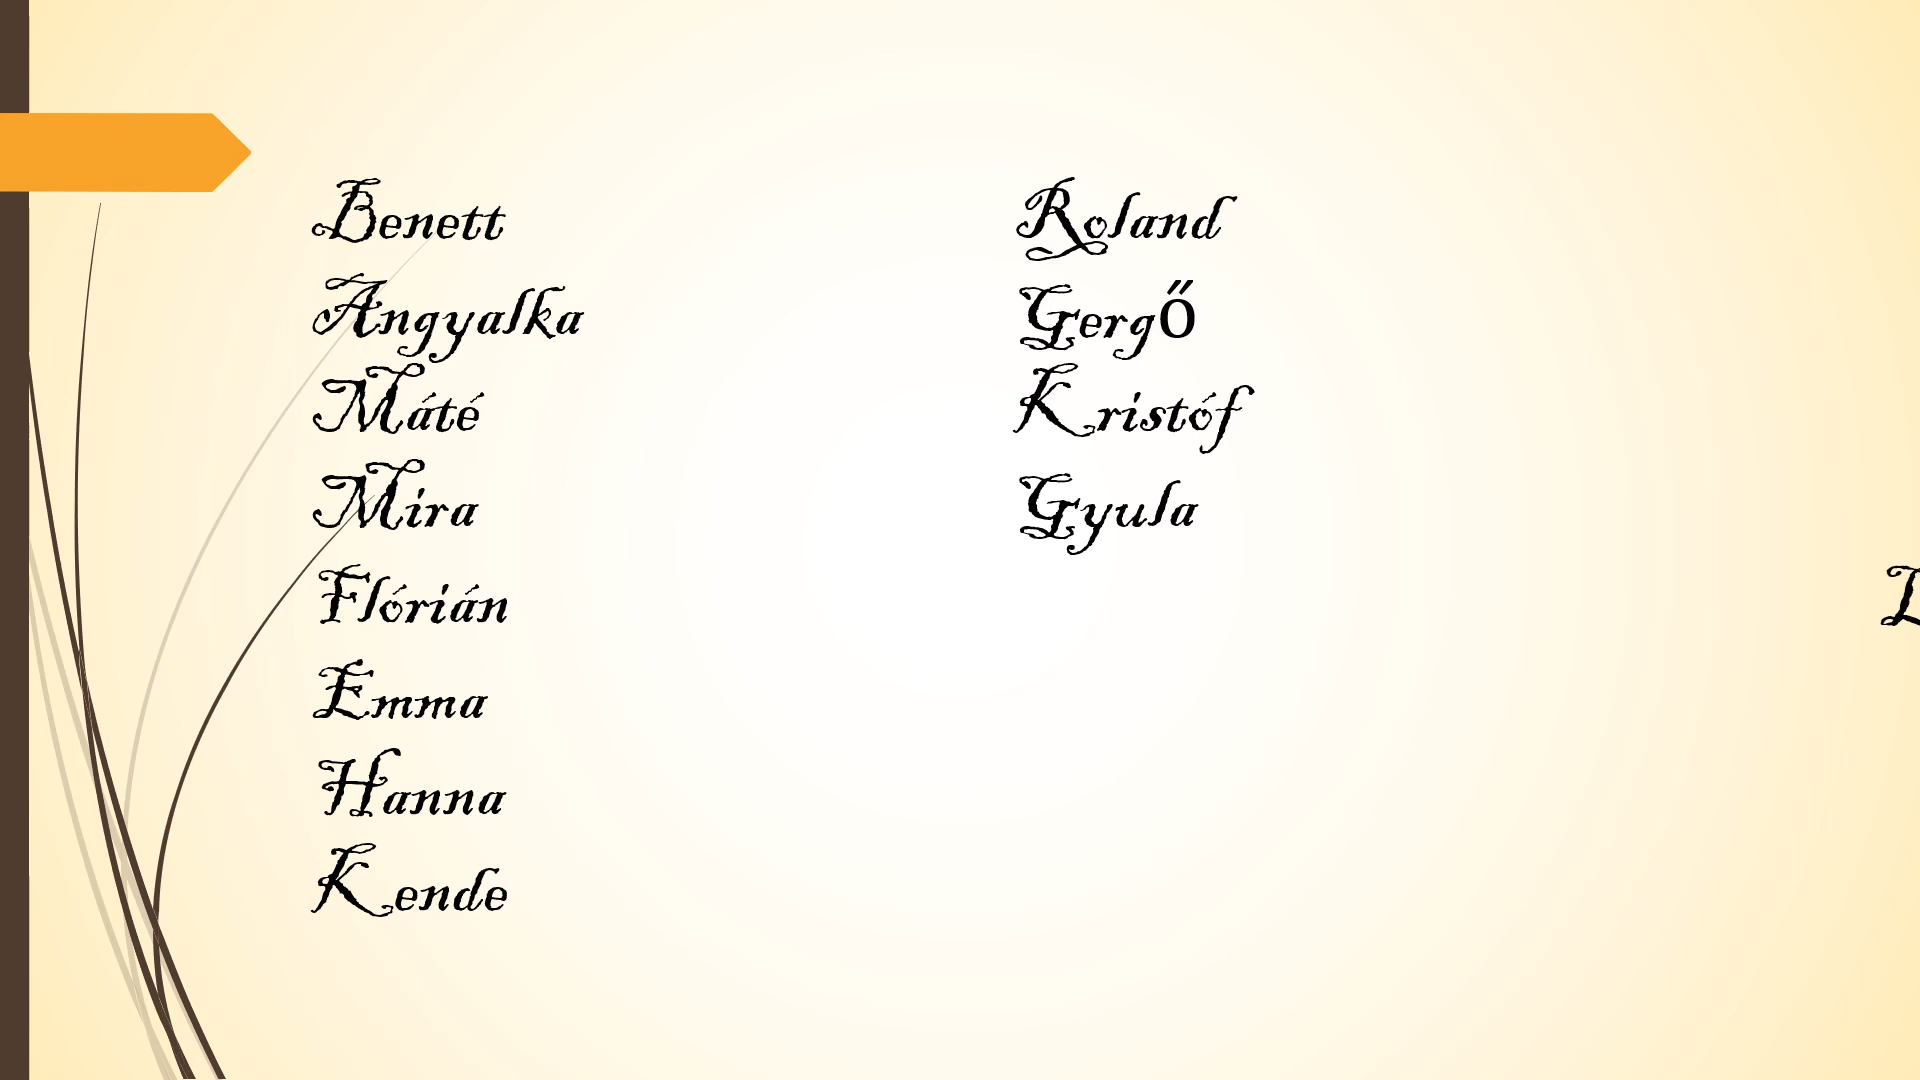 Benett
Angyalka
Máté
Mira
Flórián
Emma
Hanna
Kende
Roland
Gergő
Kristóf
Gyula